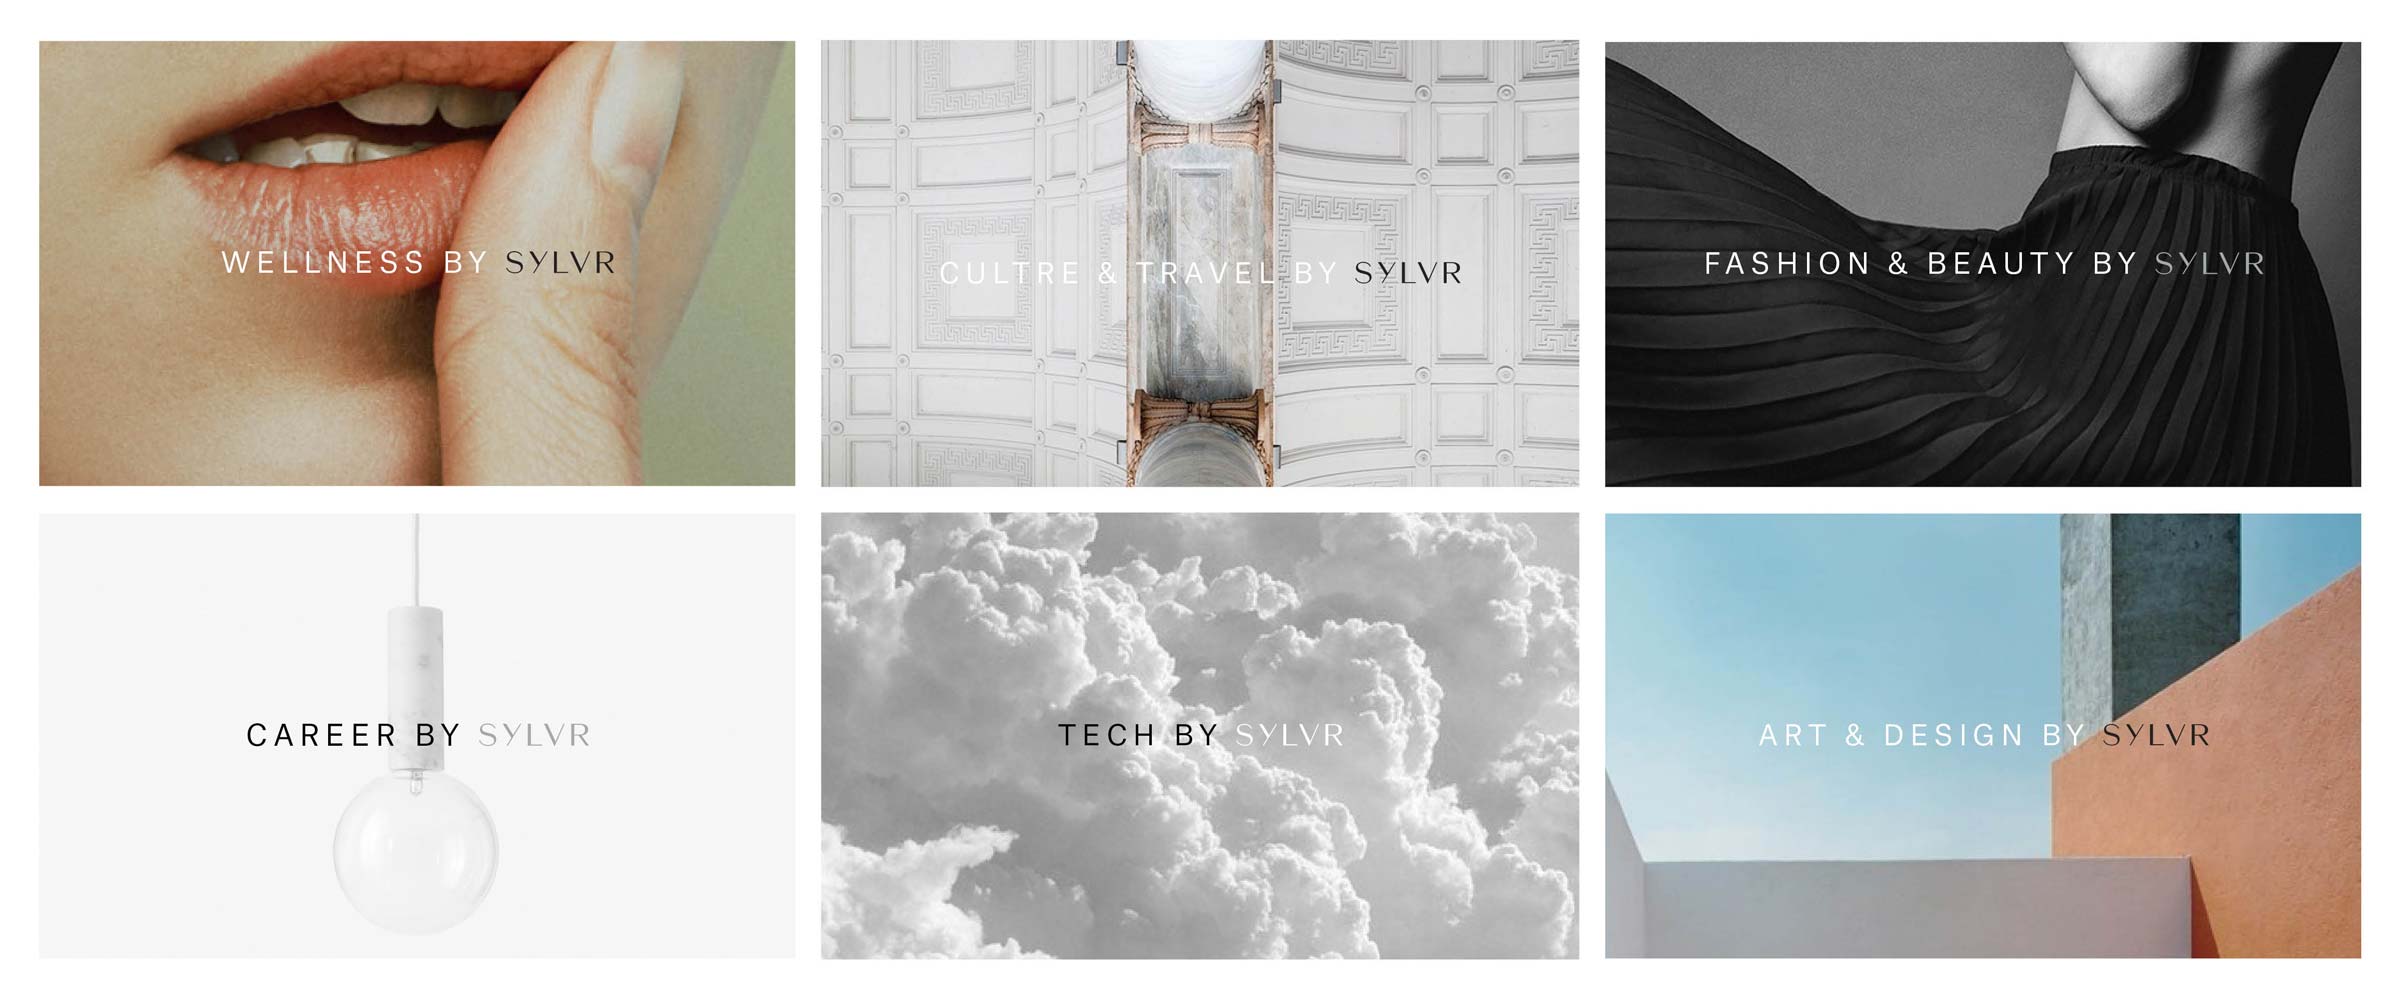 WELLNESS BY SYLVR
CULTRE & TRAVEL BY SYLVR
FASHION & BEAUTY BY SYLVR
CAREER BY SYLVR
TECH BY SYLVR
ART & DESIGN BY SYLVR